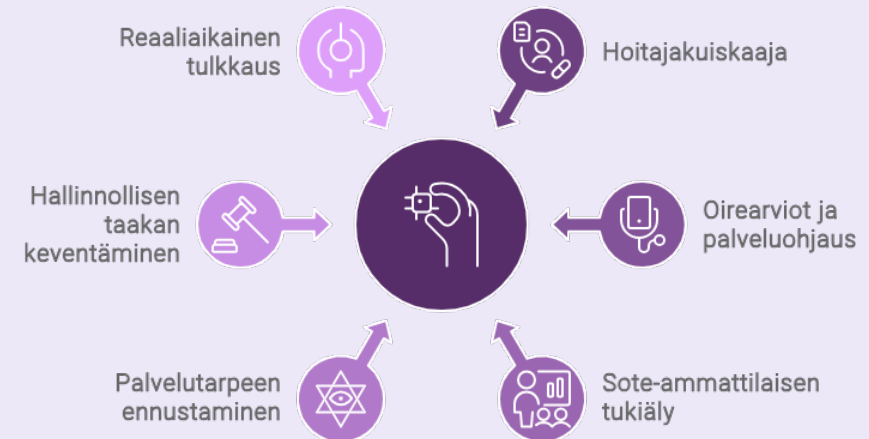 Reaaliaikainen
tulkkaus
Hoitajakuiskaaja
Hallinnollisen
taakan
keventäminen
Oirearviot ja
palveluohjaus
Palvelutarpeen
ennustaminen
Sote-ammattilaisen
tukiäly